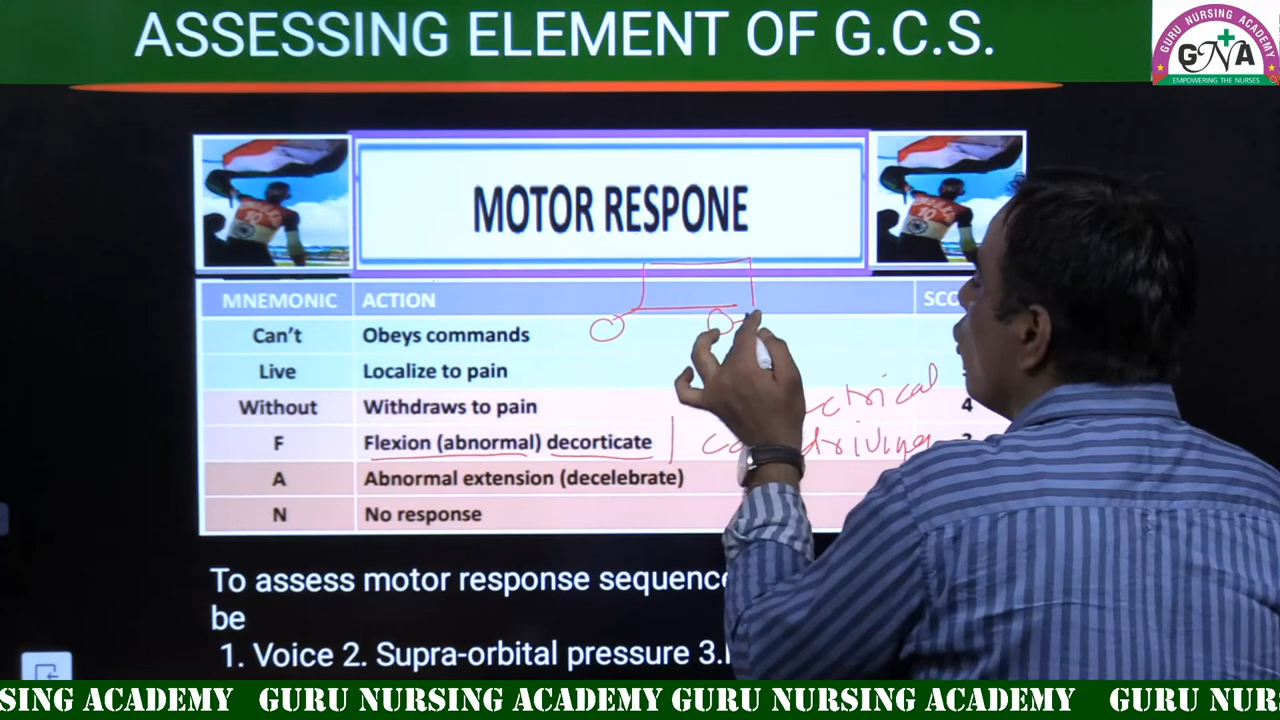 ASSESSING ELEMENT OF G.C.S.
GURU NURSING ACADEMY
GNA
EMPOWERING THE NURSES
MOTOR RESPONE
MNEMONIC ACTION
Can't Obeys commands
Live Localize to pain
Without Withdraws to pain 4
F Flexion (abnormal) decorticate
A Abnormal extension (decelebrate)
N No response
To assess motor response
be
1. Voice 2. Supra-orbital pressure 3.
SING ACADEMY GURU NURSING ACADEMY GURU NURSING ACADEMY GURU NUR